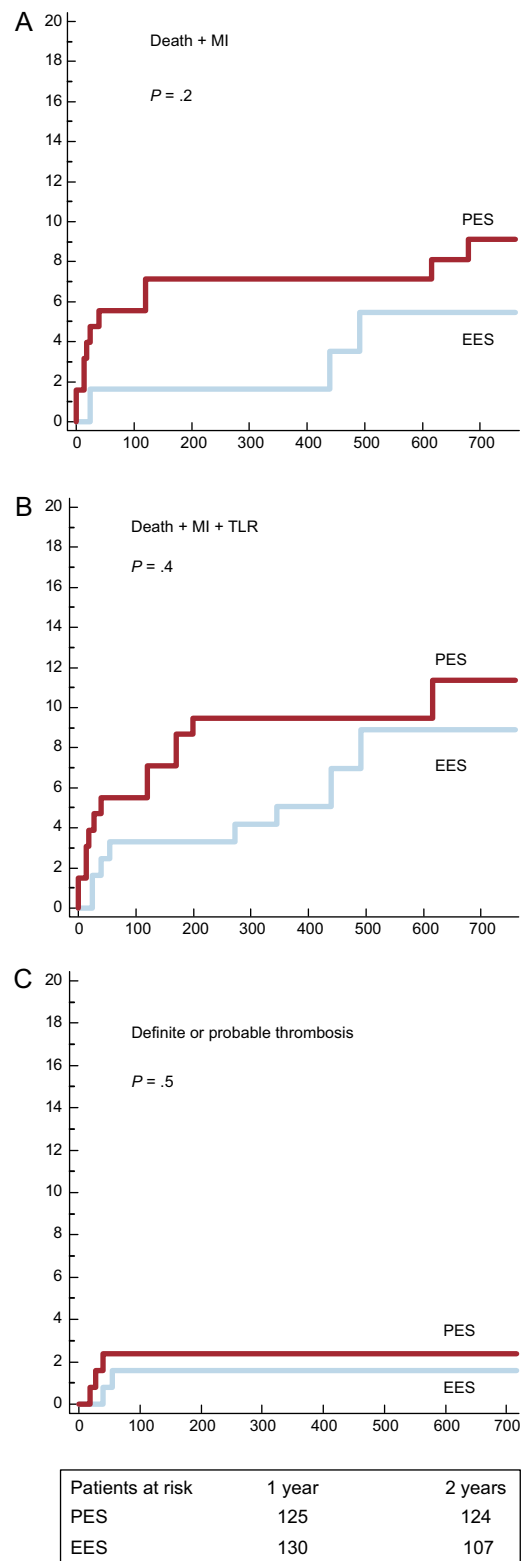 A
Death + MI
P = .2
20
18
16
14
12
10
8
6
4
2
0
PES
EES
0 100 200 300 400 500 600 700
B
Death + MI + TLR
P = .4
20
18
16
14
12
10
8
6
4
2
0
PES
EES
0 100 200 300 400 500 600 700
C
Definite or probable thrombosis
P = .5
20
18
16
14
12
10
8
6
4
2
0
PES
EES
0 100 200 300 400 500 600 700
Patients at risk 1 year 2 years
PES 125 124
EES 130 107